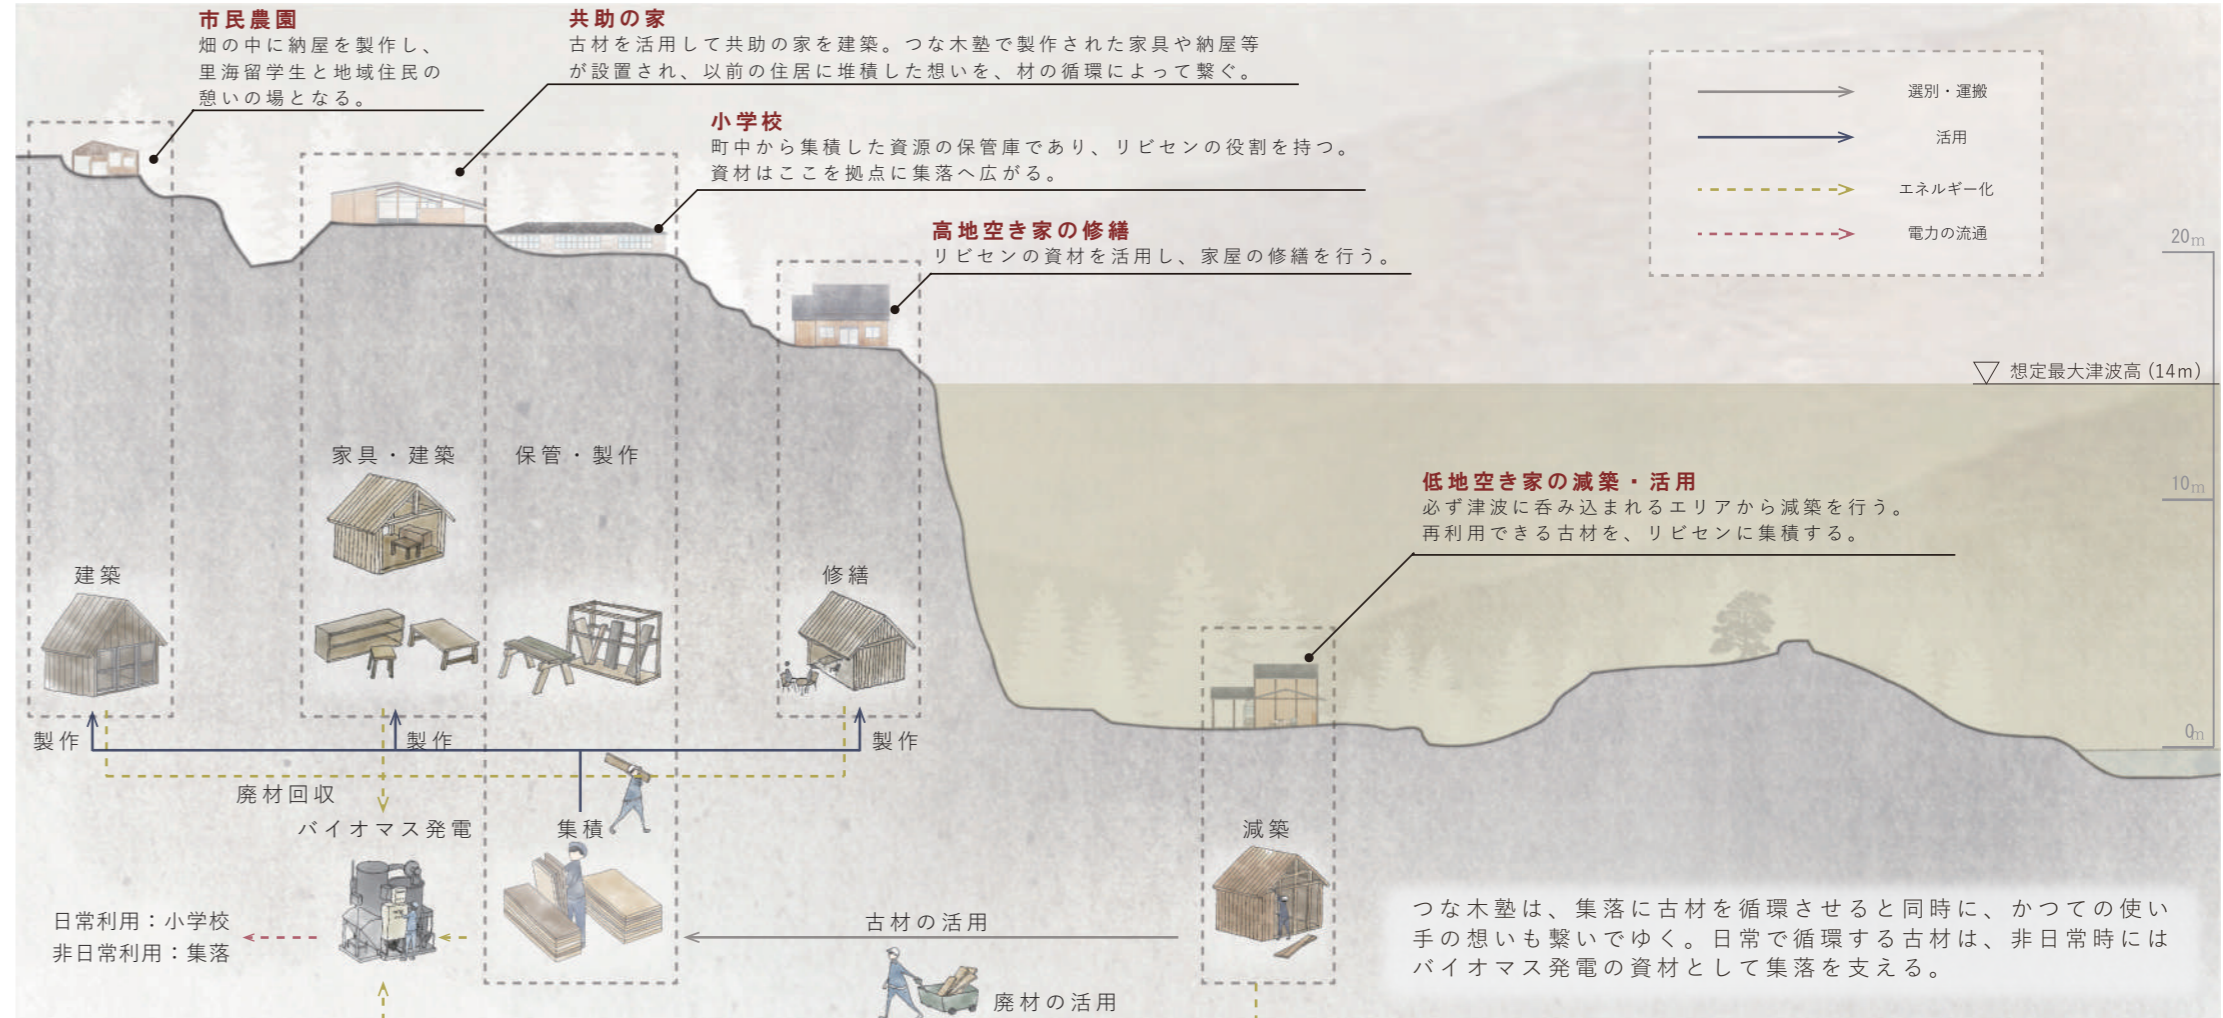 市民農園
畑の中に納屋を製作し、
里海留学生と地域住民の
憩いの場となる。
共助の家
古材を活用して共助の家を建築。つな木塾で製作された家具や納屋等
が設置され、以前の住居に堆積した想いを、材の循環によって繋ぐ。
小学校
町中から集積した資源の保管庫であり、リビセンの役割を持つ。
資材はここを拠点に集落へ広がる。
高地空き家の修繕
リビセンの資材を活用し、家屋の修繕を行う。
選別・運搬
活用
エネルギー化
電力の流通
20m
想定最大津波高 (14m)
10m
0m
低地空き家の減築・活用
必ず津波に呑み込まれるエリアから減築を行う。
再利用できる古材を、リビセンに集積する。
家具・建築
保管・製作
建築
修繕
製作
製作
製作
廃材回収
バイオマス発電
集積
減築
日常利用：小学校
非日常利用：集落
古材の活用
廃材の活用
つな木塾は、集落に古材を循環させると同時に、かつての使い
手の想いも繋いでゆく。日常で循環する古材は、非日常時には
バイオマス発電の資材として集落を支える。